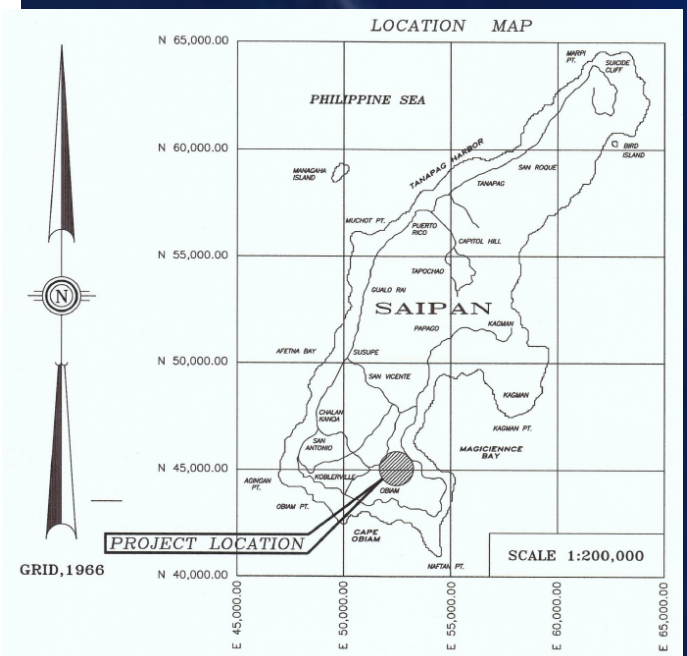 LOCATION MAP
N 65,000.00
MARPI
PT.
SUICIDE
CLIFF
PHILIPPINE SEA
N 60,000.00
BIRD
ISLAND
TANAPAG HARBOR
SAN ROQUE
MANAGAHA
ISLAND
TANAPAG
MUCHOT PT.
PUERTO
RICO
CAPITOL HILL
N 55,000.00
TAPOCHAO
GUALO RAI
SAIPAN
PAPAGO
KAGMAN
N
AFETNA BAY
SUSUPE
N 50,000.00
SAN VICENTE
KAGMAN
CHALAN
KANOA
KAGMAN PT.
SAN
ANTONIO
MAGICIENNCE
BAY
N 45,000.00
KOBLERVILLE
AGINGAN
PT.
OBIAM
OBIAM PT.
CAPE
OBIAM
PROJECT LOCATION
SCALE 1:200,000
NAFTAN PT.
GRID,1966
N 40,000.00
E 45,000.00
E 50,000.00
E 55,000.00
E 60,000.00
E 65,000.00